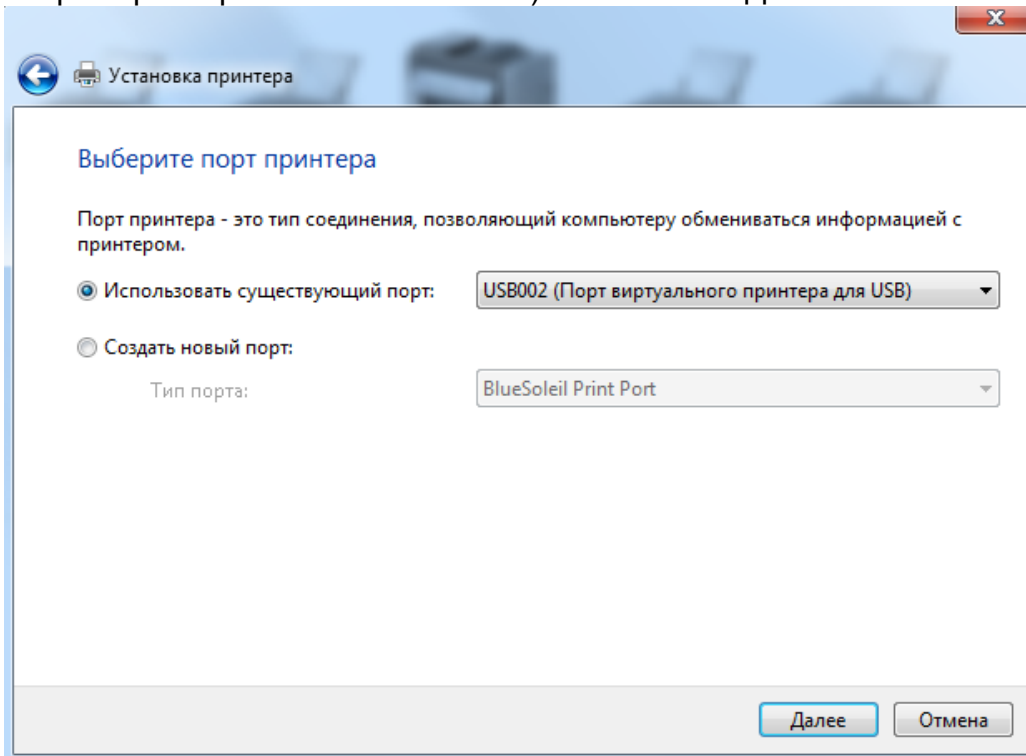 Установка принтера
Выберите порт принтера
Порт принтера - это тип соединения, позволяющий компьютеру обмениваться информацией с
принтером.
Использовать существующий порт: USB002 (Порт виртуального принтера для USB)
Создать новый порт:
Тип порта: BlueSoleil Print Port
Далее Отмена